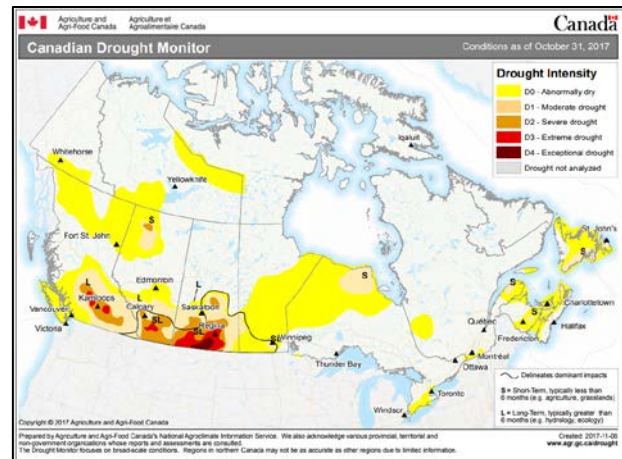 Agriculture and
Agri-Food Canada
Agriculture et
Agroalimentaire Canada
Canada
Canadian Drought Monitor
Conditions as of October 31, 2017
Drought Intensity
D0 - Abnormally dry
D1 - Moderate drought
D2 - Severe drought
D3 - Extreme drought
D4 - Exceptional drought
Drought not analyzed
Iqaluit
Whitehorse
Yellowknife
S
Fort St. John
St. John's
S
S
L
Edmonton
L
S
L
Kamloops
Calgary
Saskatoon
Charlottetown
S
Vancouver
SL
Regina
SL
Québec
Victoria
Winnipeg
Fredericton
Halifax
Thunder Bay
Montréal
Ottawa
Toronto
Windsor
Delineates dominant impacts
S = Short-Term, typically less than
6 months (e.g. agriculture, grasslands)
L = Long-Term, typically greater than
6 months (e.g. hydrology, ecology)
Copyright © 2017 Agriculture and Agri-Food Canada
Prepared by Agriculture and Agri-Food Canada's National Agroclimate Information Service. We also acknowledge various provincial, territorial and
non-government organizations whose reports and assessments are consulted.
The Drought Monitor focuses on broad-scale conditions. Regions in northern Canada may not be as accurate as other regions due to limited information.
Created: 2017-11-08
www.agr.gc.ca/drought